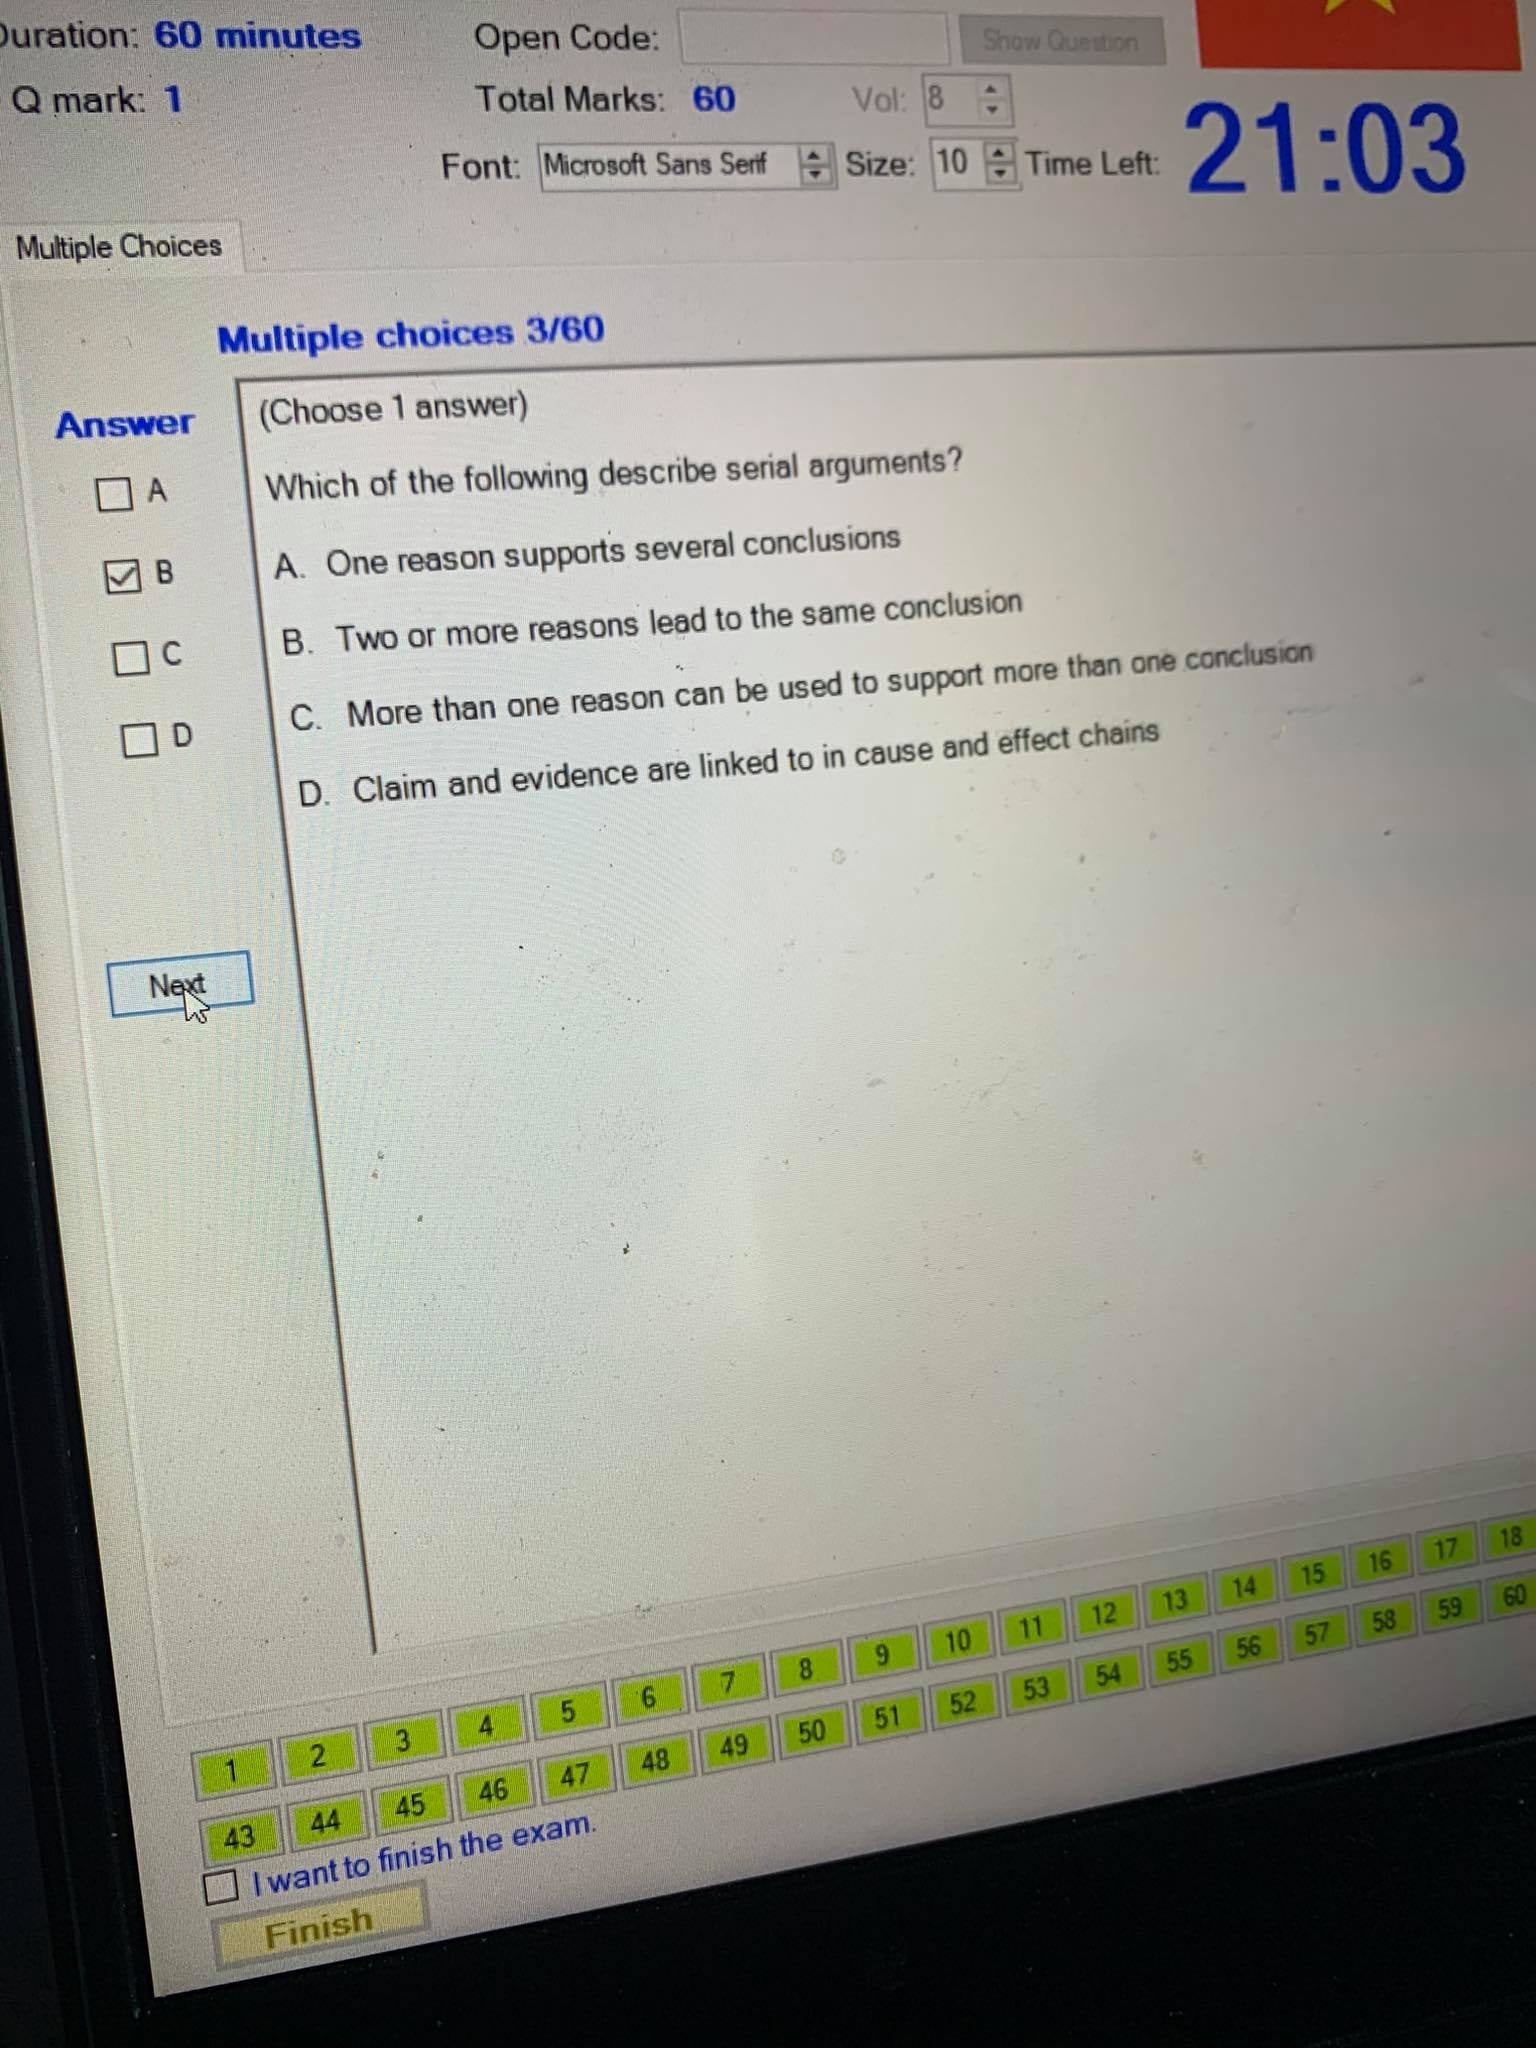 Duration: 60 minutes
Open Code:
Show Question
Q mark: 1
Total Marks: 60
Vol: 8
Font: Microsoft Sans Serif
Size: 10
Time Left: 21:03
Multiple Choices
Multiple choices 3/60
Answer
A
B
C
D
Next
(Choose 1 answer)
Which of the following describe serial arguments?
A. One reason supports several conclusions
B. Two or more reasons lead to the same conclusion
C. More than one reason can be used to support more than one conclusion
D. Claim and evidence are linked to in cause and effect chains
1 2 3 4 5 6 7 8 9 10 11 12 13 14 15 16 17 18
43 44 45 46 47 48 49 50 51 52 53 54 55 56 57 58 59 60
I want to finish the exam.
Finish